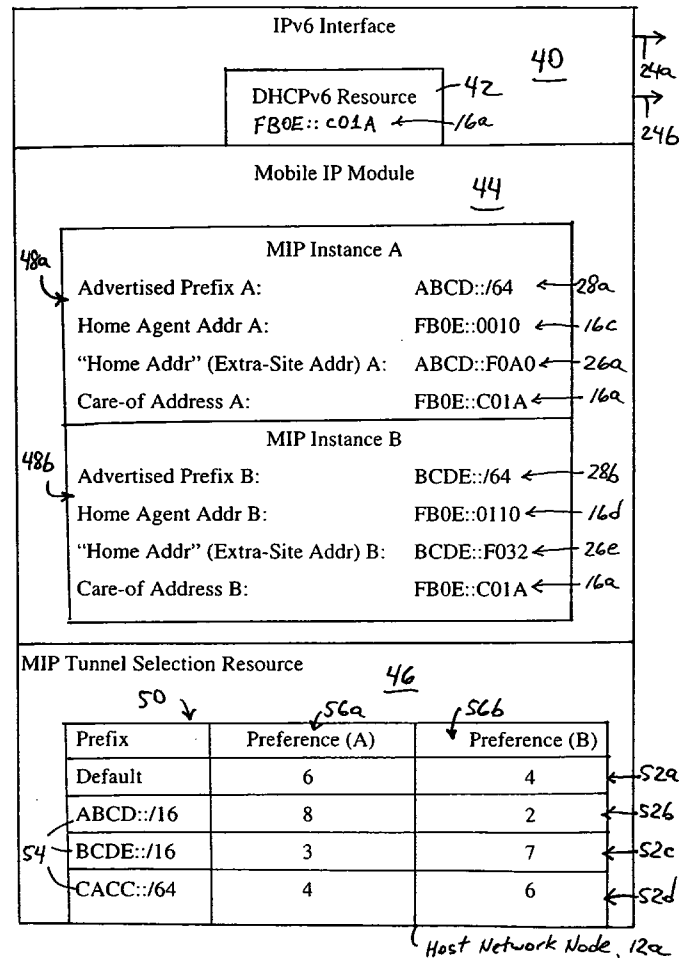 IPv6 Interface
24a
40
DHCPv6 Resource
42
FB0E::C01A
16a
24b
Mobile IP Module
44
48a
MIP Instance A
Advertised Prefix A: ABCD::/64 28a
Home Agent Addr A: FB0E::0010 16c
“Home Addr” (Extra-Site Addr) A: ABCD::F0A0 26a
Care-of Address A: FB0E::C01A 16a
48b
MIP Instance B
Advertised Prefix B: BCDE::/64 28b
Home Agent Addr B: FB0E::0110 16d
“Home Addr” (Extra-Site Addr) B: BCDE::F032 26e
Care-of Address B: FB0E::C01A 16a
MIP Tunnel Selection Resource 46
50 56a 56b
Prefix Preference (A) Preference (B)
Default 6 4 52a
ABCD::/16 8 2 52b
54 BCDE::/16 3 7 52c
CACC::/64 4 6 52d
Host Network Node, 12a